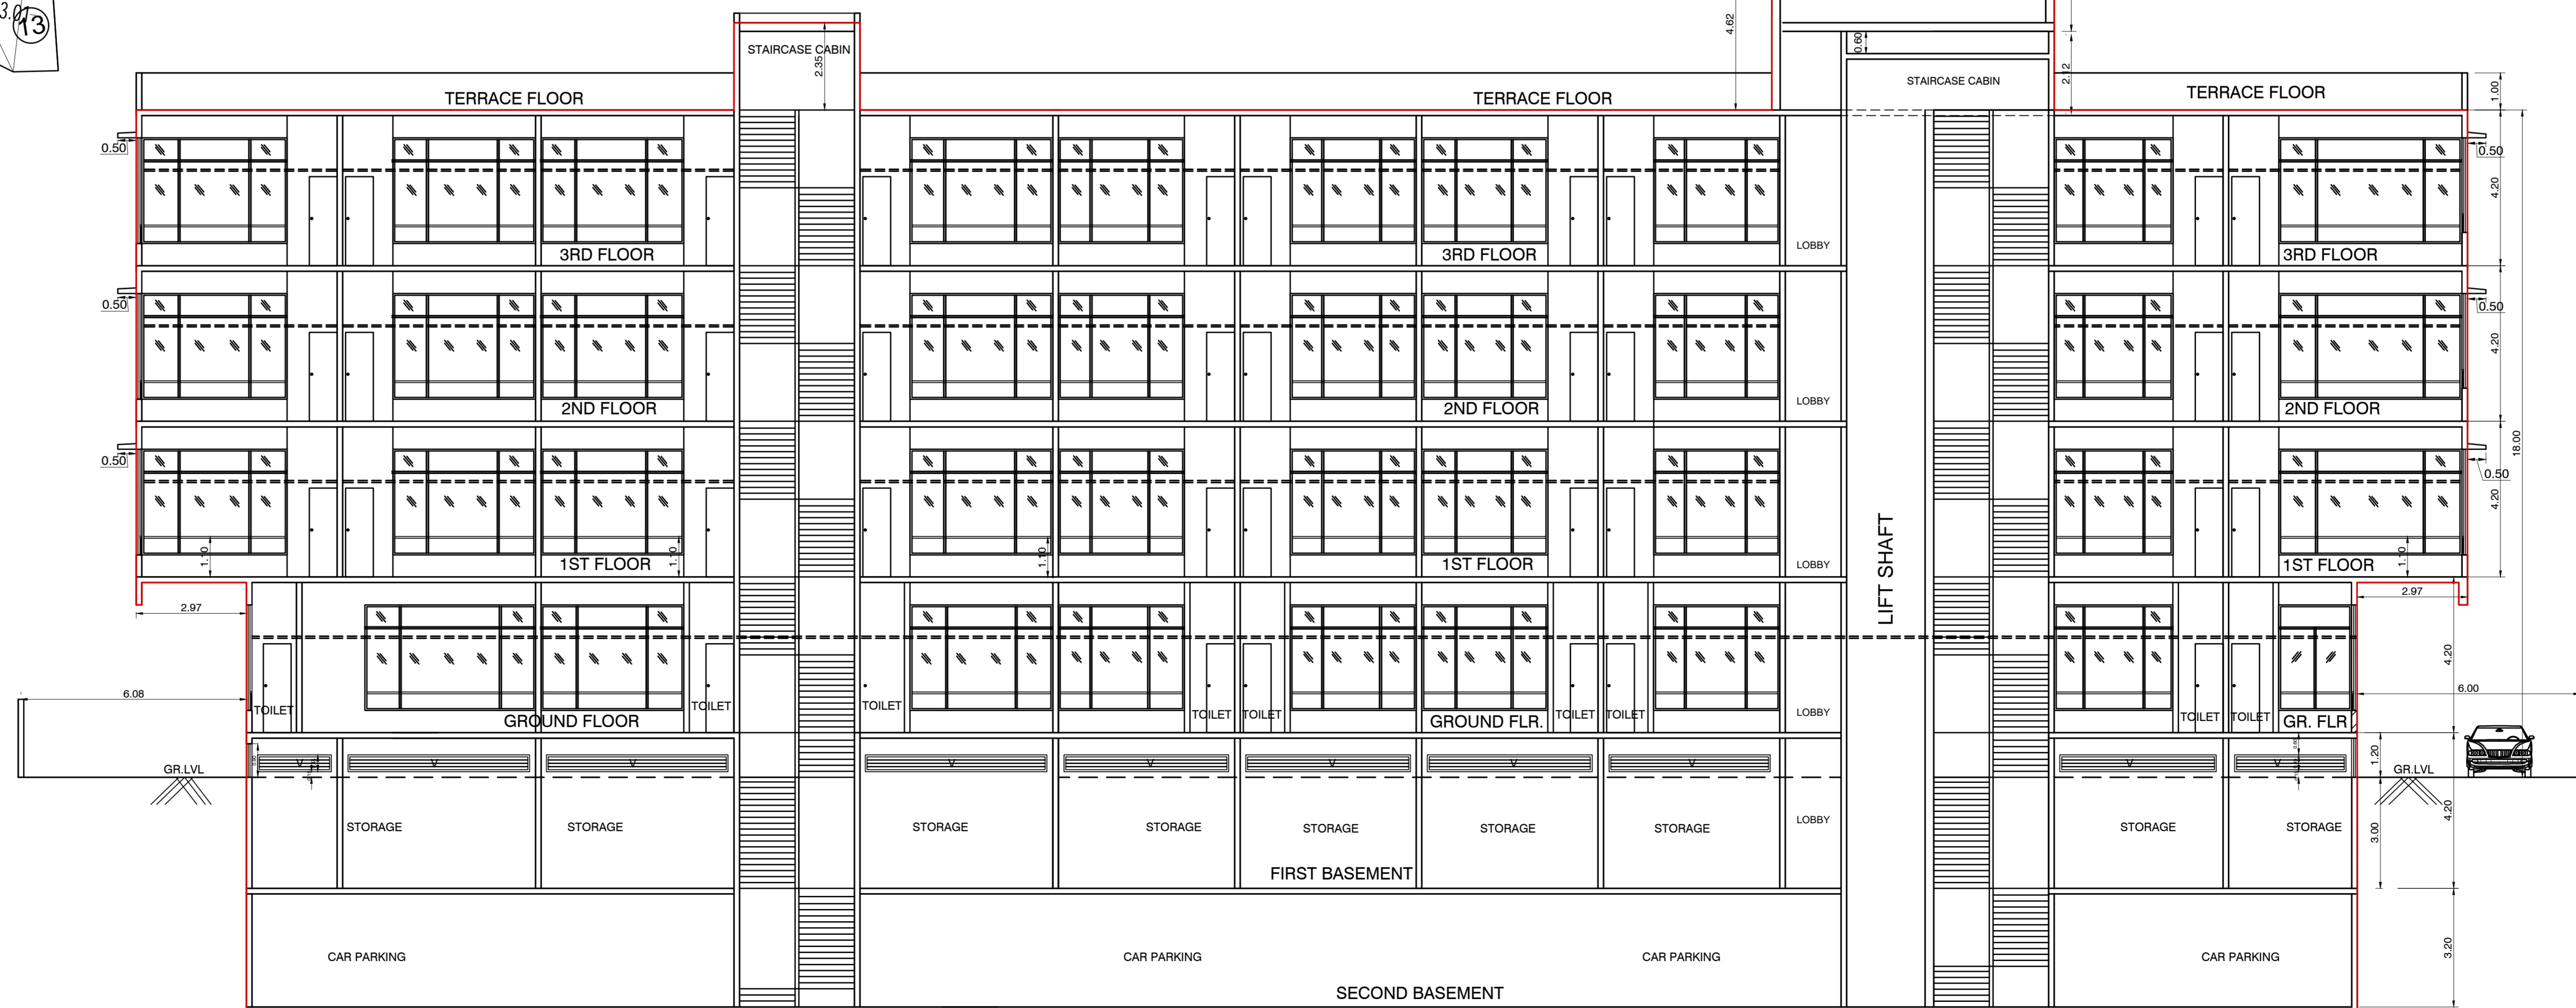 3.0
13
4.62
STAIRCASE CABIN
2.35
0.60
2.12
STAIRCASE CABIN
TERRACE FLOOR
TERRACE FLOOR
TERRACE FLOOR
1.00
0.50
0.50
4.20
LOBBY
3RD FLOOR
3RD FLOOR
3RD FLOOR
0.50
0.50
4.20
LOBBY
2ND FLOOR
2ND FLOOR
2ND FLOOR
18.00
0.50
0.50
4.20
1.10
1.10
1.10
1.10
LOBBY
1ST FLOOR
1ST FLOOR
1ST FLOOR
LIFT SHAFT
2.97
2.97
4.20
6.08
6.00
TOILET
TOILET
TOILET
TOILET
TOILET
TOILET
TOILET
LOBBY
TOILET
TOILET
GROUND FLOOR
GROUND FLR.
GR. FLR
1.20
V
V
V
V
V
V
V
V
V
V
GR.LVL
GR.LVL
4.20
STORAGE
STORAGE
STORAGE
STORAGE
STORAGE
STORAGE
STORAGE
LOBBY
STORAGE
STORAGE
3.00
FIRST BASEMENT
CAR PARKING
CAR PARKING
CAR PARKING
CAR PARKING
3.20
SECOND BASEMENT